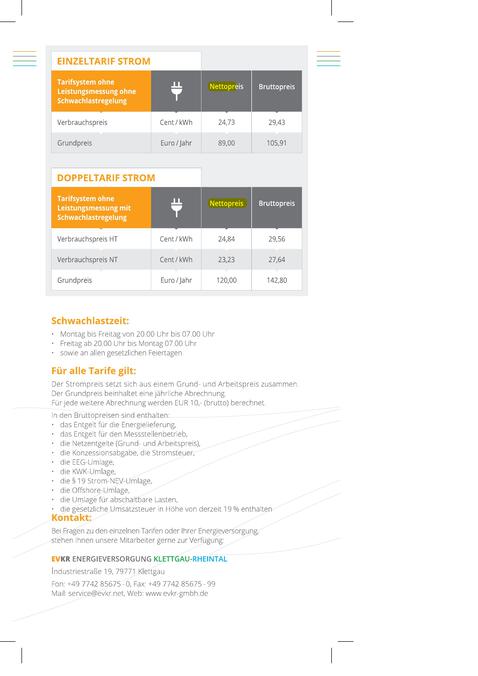 EINZELTARIF STROM
Tarifsystem ohne
Leistungsmessung ohne
Schwachlastregelung
Nettopreis
Bruttopreis
Verbrauchspreis Cent / kWh 24,73 29,43
Grundpreis Euro / Jahr 89,00 105,91
DOPPELTARIF STROM
Tarifsystem ohne
Leistungsmessung mit
Schwachlastregelung
Nettopreis
Bruttopreis
Verbrauchspreis HT Cent / kWh 24,84 29,56
Verbrauchspreis NT Cent / kWh 23,23 27,64
Grundpreis Euro / Jahr 120,00 142,80
Schwachlastzeit:
• Montag bis Freitag von 20.00 Uhr bis 07.00 Uhr
• Freitag ab 20.00 Uhr bis Montag 07.00 Uhr
• sowie an allen gesetzlichen Feiertagen
Für alle Tarife gilt:
Der Strompreis setzt sich aus einem Grund- und Arbeitspreis zusammen.
Der Grundpreis beinhaltet eine jährliche Abrechnung.
Für jede weitere Abrechnung werden EUR 10,- (brutto) berechnet.
In den Bruttopreisen sind enthalten:
• das Entgelt für die Energielieferung,
• das Entgelt für den Messstellenbetrieb,
• die Netzentgelte (Grund- und Arbeitspreis),
• die Konzessionsabgabe, die Stromsteuer,
• die EEG-Umlage,
• die KWK-Umlage,
• die § 19 Strom-NEV-Umlage,
• die Offshore-Umlage,
• die Umlage für abschaltbare Lasten,
• die gesetzliche Umsatzsteuer in Höhe von derzeit 19 % enthalten
Kontakt:
Bei Fragen zu den einzelnen Tarifen oder Ihrer Energieversorgung,
stehen Ihnen unsere Mitarbeiter gerne zur Verfügung:
EVKR ENERGIEVERSORGUNG KLETTGAU-RHEINTAL
Industriestraße 19, 79771 Klettgau
Fon: +49 7742 85675 - 0, Fax: +49 7742 85675 - 99
Mail: service@evkr.net, Web: www.evkr-gmbh.de